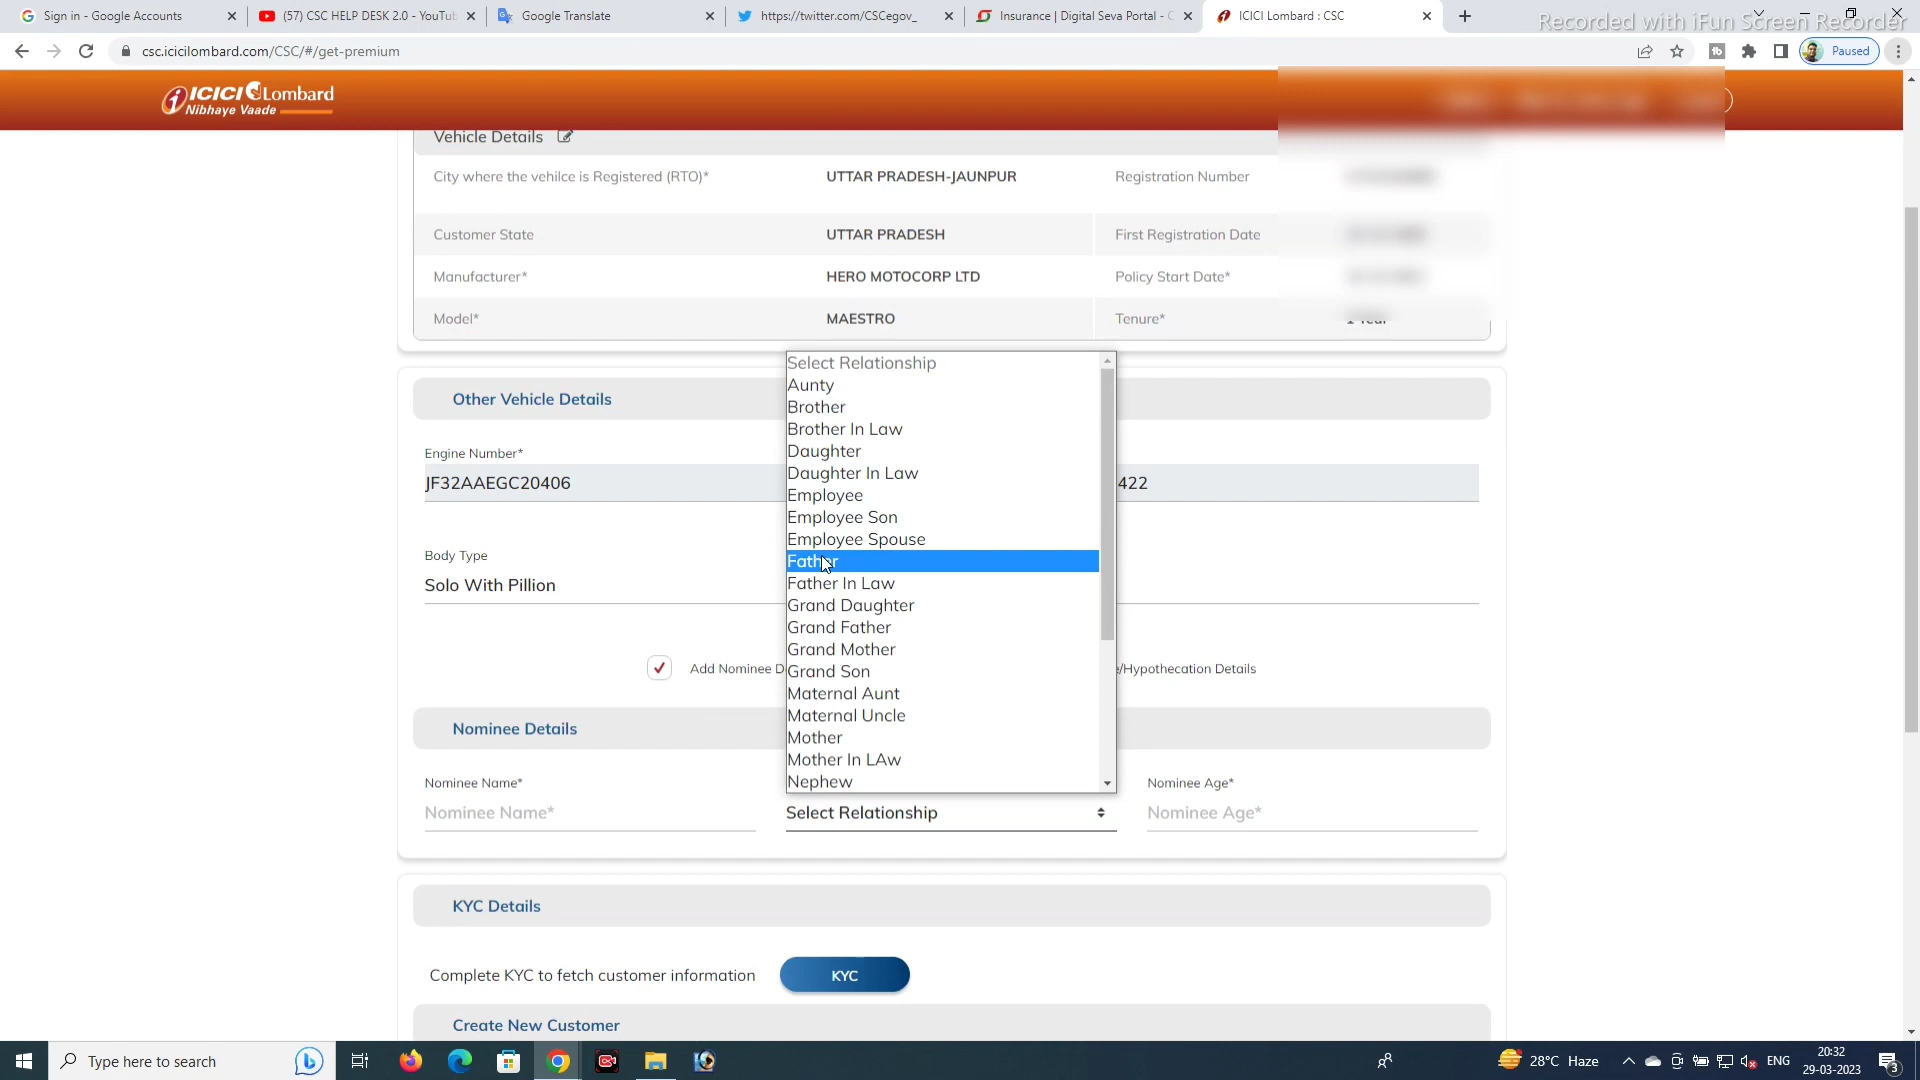 Sign in - Google Accounts
(57) CSC HELP DESK 2.0 - YouTub
Google Translate
https://twitter.com/CSCegov_
Insurance | Digital Seva Portal - C
ICICI Lombard : CSC
Recorded with iFun Screen Recorder
csc.icicilombard.com/CSC/#/get-premium
Paused
ICICI Lombard
Nibhaye Vaade
Vehicle Details
City where the vehilce is Registered (RTO)*
UTTAR PRADESH-JAUNPUR
Registration Number
Customer State
UTTAR PRADESH
First Registration Date
Manufacturer*
HERO MOTOCORP LTD
Policy Start Date*
Model*
MAESTRO
Tenure*
Select Relationship
Aunty
Brother
Brother In Law
Daughter
Daughter In Law
Employee
Employee Son
Employee Spouse
Father
Father In Law
Grand Daughter
Grand Father
Grand Mother
Grand Son
Maternal Aunt
Maternal Uncle
Mother
Mother In LAw
Nephew
Other Vehicle Details
Engine Number*
JF32AAEGC20406
422
Body Type
Solo With Pillion
Add Nominee D
e/Hypothecation Details
Nominee Details
Nominee Name*
Nominee Age*
Nominee Name*
Select Relationship
Nominee Age*
KYC Details
Complete KYC to fetch customer information
KYC
Create New Customer
Type here to search
28°C Haze
ENG
20:32
29-03-2023
3